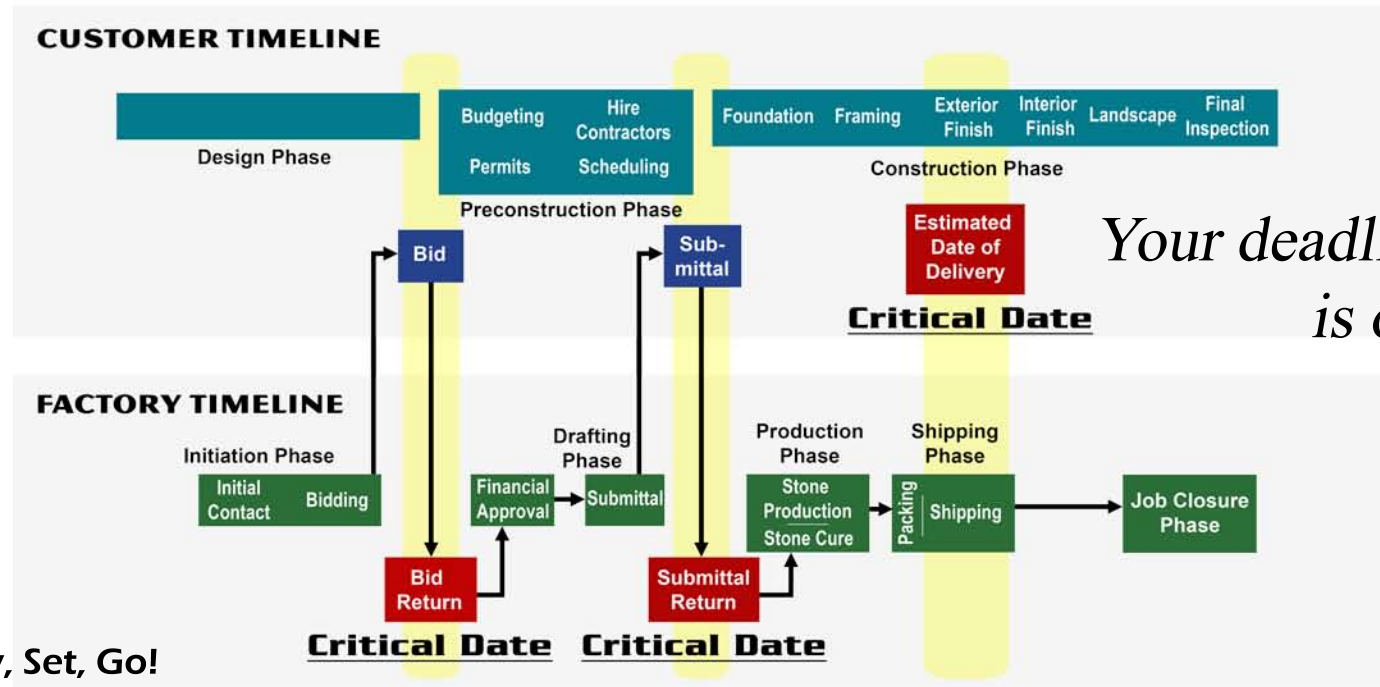 CUSTOMER TIMELINE
Design Phase
Budgeting
Hire
Contractors
Permits
Scheduling
Preconstruction Phase
Foundation
Framing
Exterior
Finish
Interior
Finish
Landscape
Final
Inspection
Construction Phase
Bid
Sub-
mittal
Estimated
Date of
Delivery
Critical Date
Your
is
FACTORY TIMELINE
Initiation Phase
Initial
Contact
Bidding
Bid
Return
Critical Date
Financial
Approval
Drafting
Phase
Submittal
Submittal
Return
Critical Date
Production
Phase
Stone
Production
Stone Cure
Shipping
Phase
Packing
Shipping
Job Closure
Phase
, Set, Go!